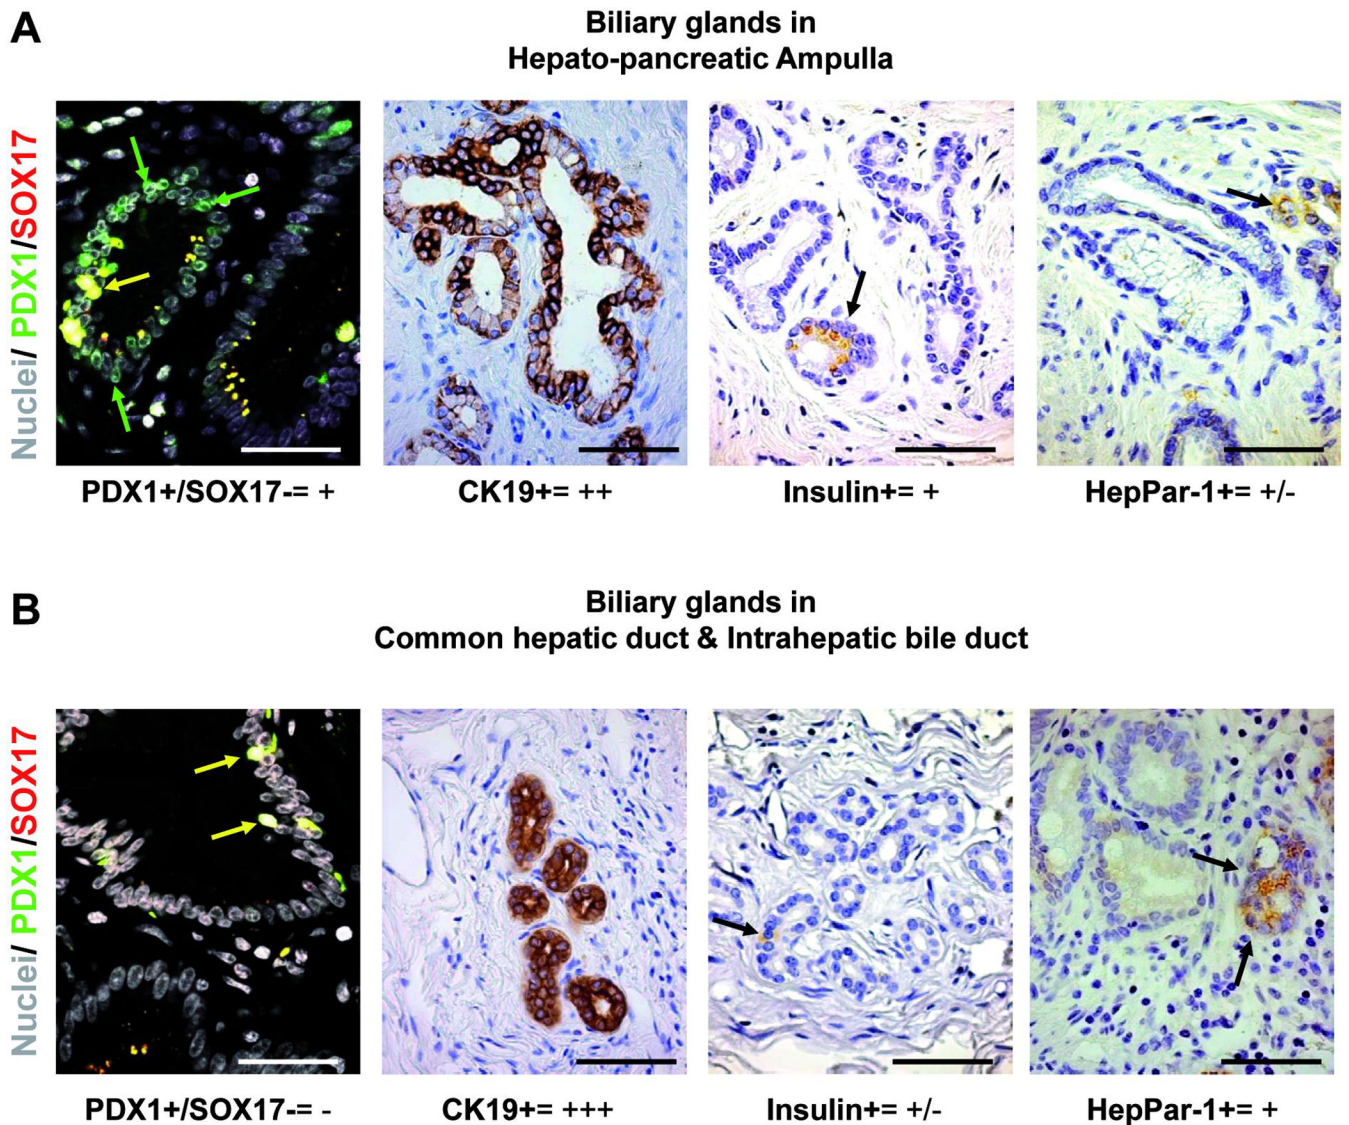 A
Biliary glands in
Hepato-pancreatic Ampulla
Nuclei/ PDX1/SOX17
PDX1+/SOX17-= +
CK19+= ++
Insulin+= +
HepPar-1+= +/-
B
Biliary glands in
Common hepatic duct & Intrahepatic bile duct
Nuclei/ PDX1/SOX17
PDX1+/SOX17-= -
CK19+= +++
Insulin+= +/-
HepPar-1+= +